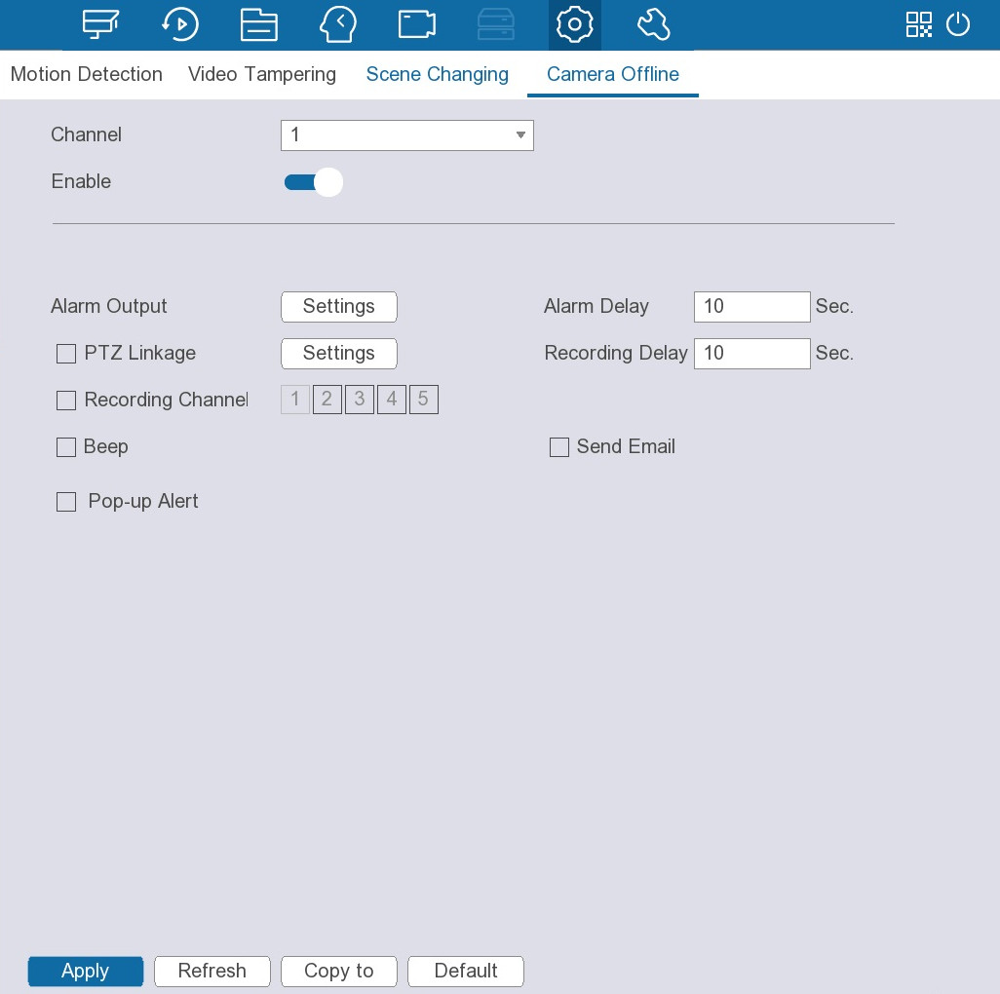 Motion Detection Video Tampering Scene Changing Camera Offline
Channel 1
Enable
Alarm Output Settings Alarm Delay 10 Sec.
PTZ Linkage Settings Recording Delay 10 Sec.
Recording Channel 1 2 3 4 5
Beep Send Email
Pop-up Alert
Apply Refresh Copy to Default